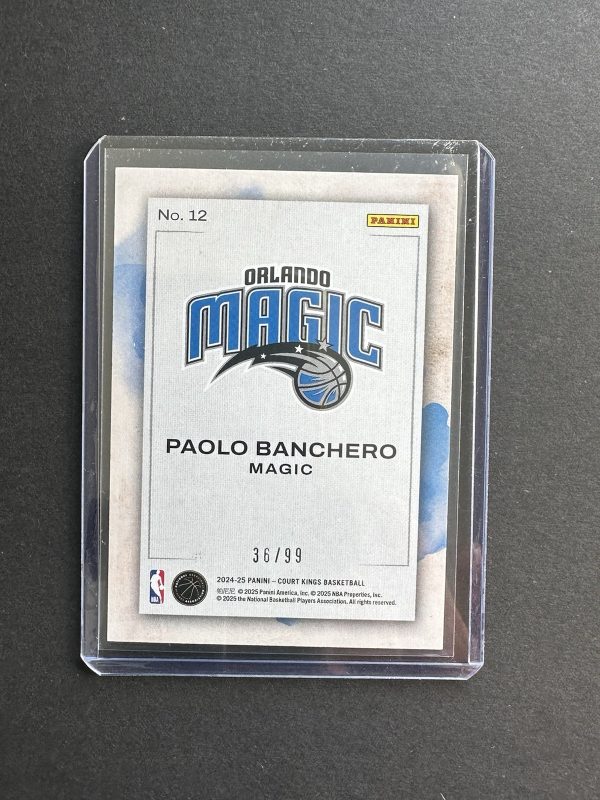 No. 12
PANINI
ORLANDO
MAGIC
PAOLO BANCHERO
MAGIC
36/99
2024-25 PANINI – COURT KINGS BASKETBALL
© 2025 Panini America, Inc. © 2025 NBA Properties, Inc.
© 2025 the National Basketball Players Association. All rights reserved.
NBA